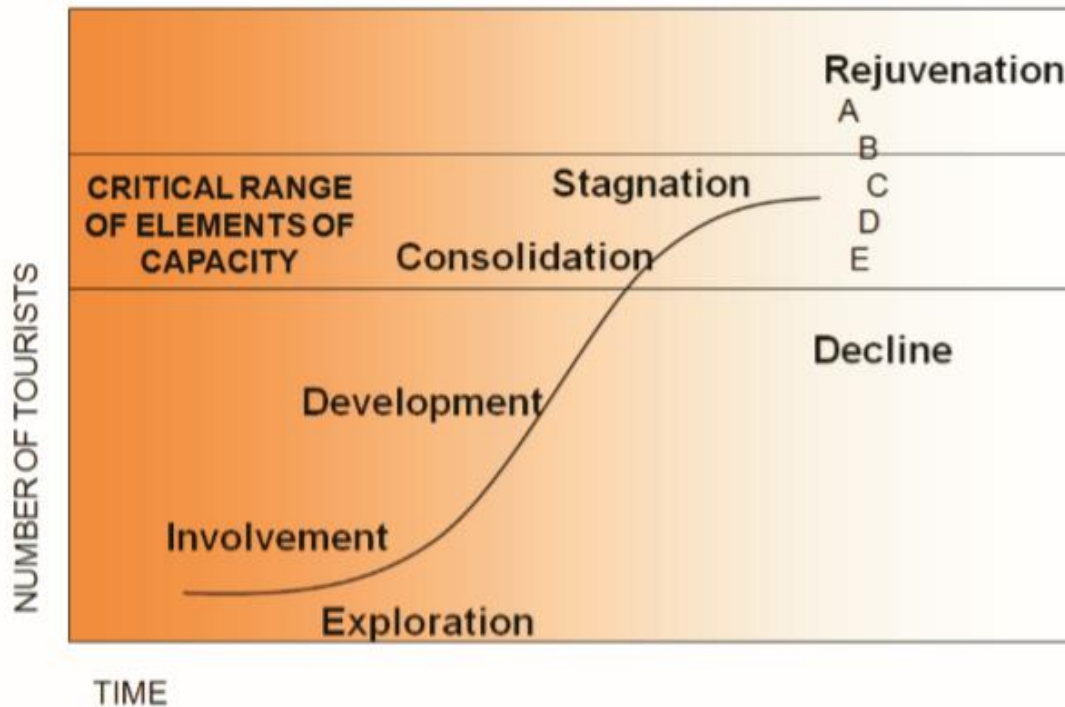 Rejuvenation
A
B
CRITICAL RANGE
OF ELEMENTS OF
CAPACITY
Stagnation
C
D
Consolidation
E
Decline
Development
Involvement
Exploration
NUMBER OF TOURISTS
TIME